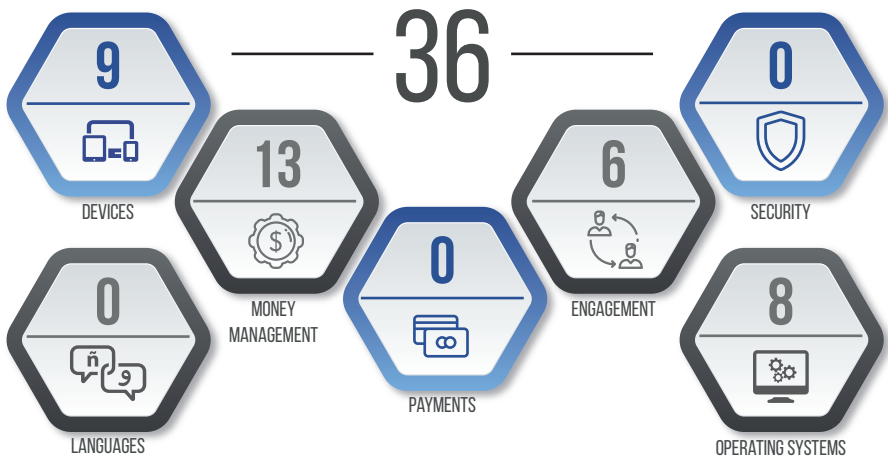 36
9
DEVICES
13
MONEY
MANAGEMENT
0
PAYMENTS
6
ENGAGEMENT
0
SECURITY
0
ñ
و
LANGUAGES
8
OPERATING SYSTEMS
$